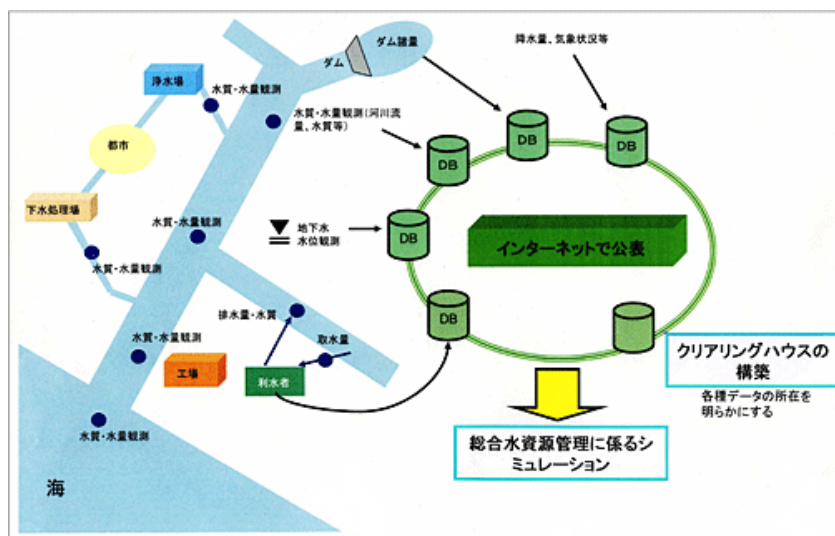 ダム諸量
ダム
降水量、気象状況等
浄水場
水質・水量観測
水質・水量観測(河川流
量、水質等)
DB
DB
DB
都市
下水処理場
水質・水量観測
地下水
水位観測
DB
インターネットで公表
水質・水量観測
排水量・水質
取水量
DB
水質・水量観測
工場
利水者
クリアリングハウスの
構築
各種データの所在を
明らかにする
水質・水量観測
総合水資源管理に係るシ
ミュレーション
海